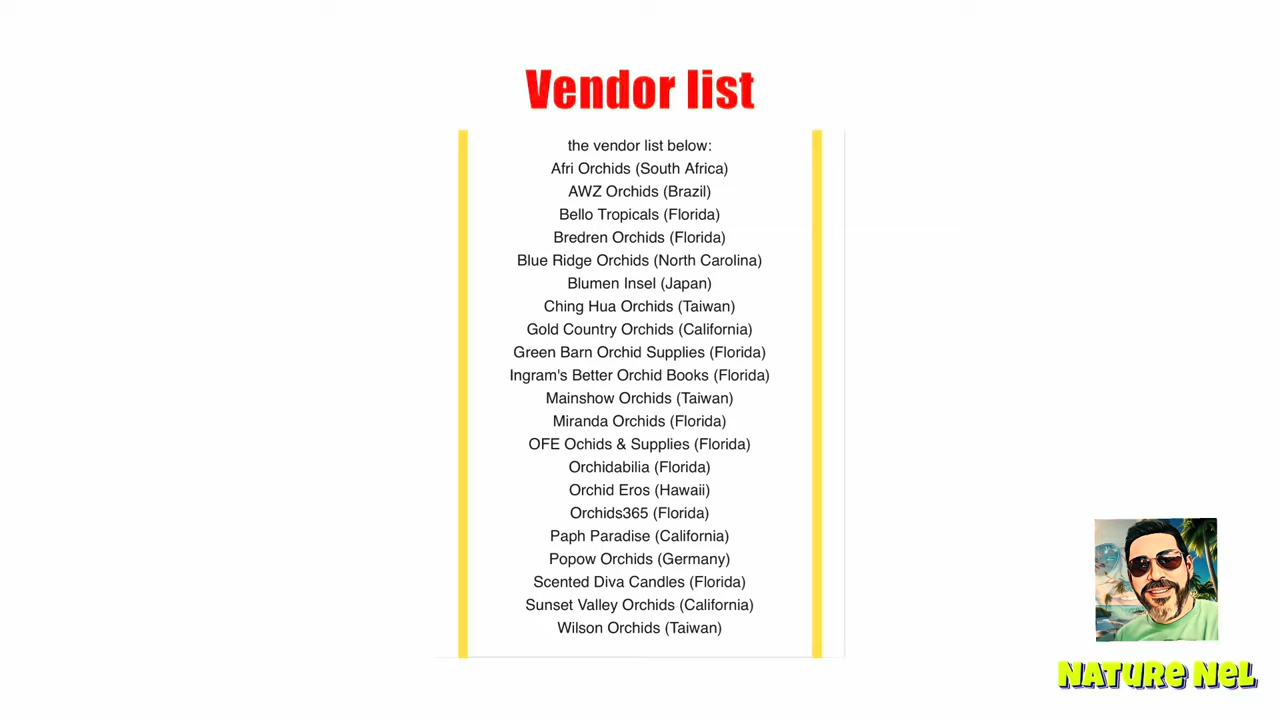 Vendor list
the vendor list below:
Afri Orchids (South Africa)
AWZ Orchids (Brazil)
Bello Tropicals (Florida)
Bredren Orchids (Florida)
Blue Ridge Orchids (North Carolina)
Blumen Insel (Japan)
Ching Hua Orchids (Taiwan)
Gold Country Orchids (California)
Green Barn Orchid Supplies (Florida)
Ingram's Better Orchid Books (Florida)
Mainshow Orchids (Taiwan)
Miranda Orchids (Florida)
OFE Ochids & Supplies (Florida)
Orchidabilia (Florida)
Orchid Eros (Hawaii)
Orchids365 (Florida)
Paph Paradise (California)
Popow Orchids (Germany)
Scented Diva Candles (Florida)
Sunset Valley Orchids (California)
Wilson Orchids (Taiwan)
Nature Nel